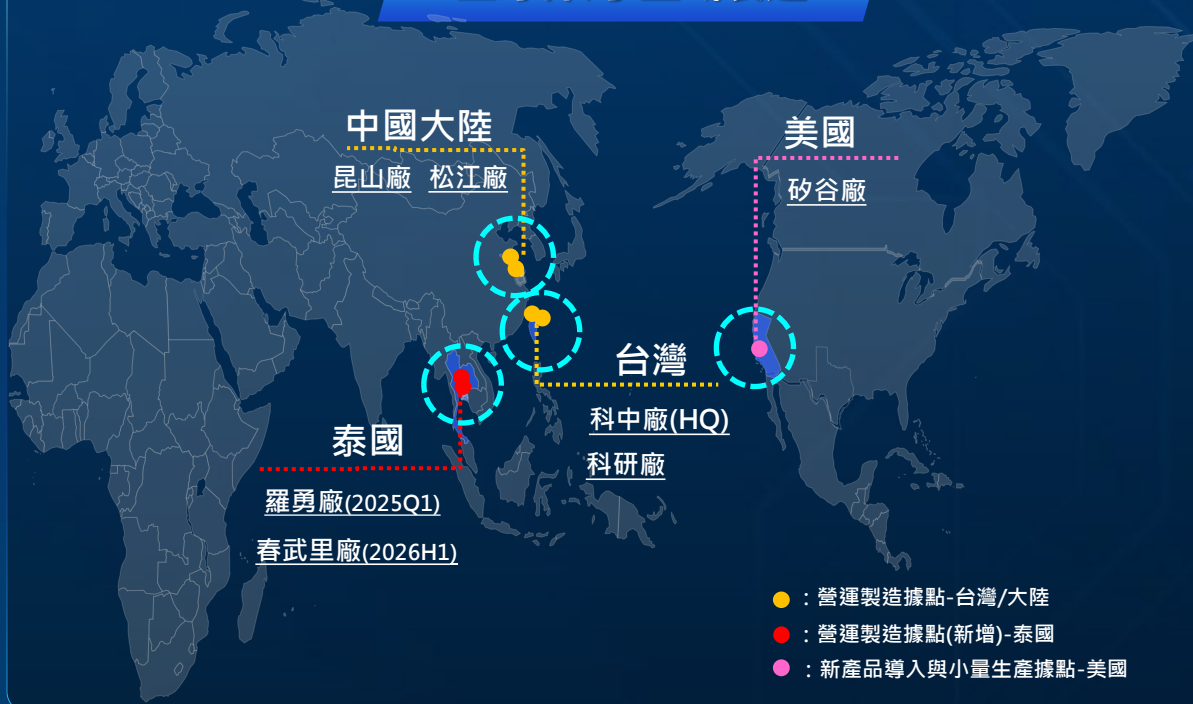 中國大陸
昆山廠 松江廠
美國
矽谷廠
台灣
科中廠(HQ)
科研廠
泰國
羅勇廠(2025Q1)
春武里廠(2026H1)
：營運製造據點-台灣/大陸
：營運製造據點(新增)-泰國
：新產品導入與小量生產據點-美國